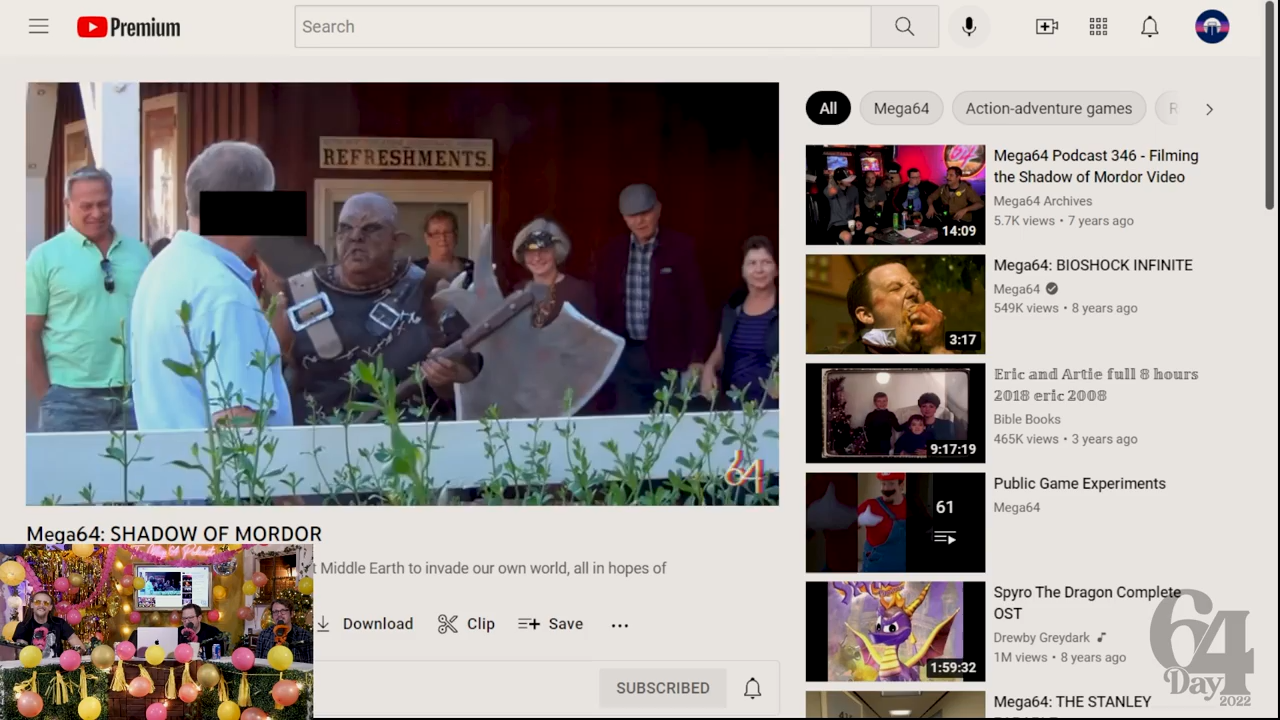 Premium
Search
REFRESHMENTS.
64
Mega64: SHADOW OF MORDOR
t Middle Earth to invade our own world, all in hopes of
Download
Clip
Save
...
SUBSCRIBED
All
Mega64
Action-adventure games
R
Mega64 Podcast 346 - Filming
the Shadow of Mordor Video
Mega64 Archives
5.7K views • 7 years ago
14:09
Mega64: BIOSHOCK INFINITE
Mega64
549K views • 8 years ago
3:17
𝔼𝕣𝕚𝕔 𝕒𝕟𝕕 𝔸𝕣𝕥𝕚𝕖 𝕗𝕦𝕝𝕝 𝟠 𝕙𝕠𝕦𝕣𝕤
𝟚𝟘𝟙𝟠 𝕖𝕣𝕚𝕔 𝟚𝟘𝟘𝟠
Bible Books
465K views • 3 years ago
9:17:19
Public Game Experiments
Mega64
61
Spyro The Dragon Complete
OST
Drewby Greydark
1M views • 8 years ago
1:59:32
Mega64: THE STANLEY
64
Day
2022